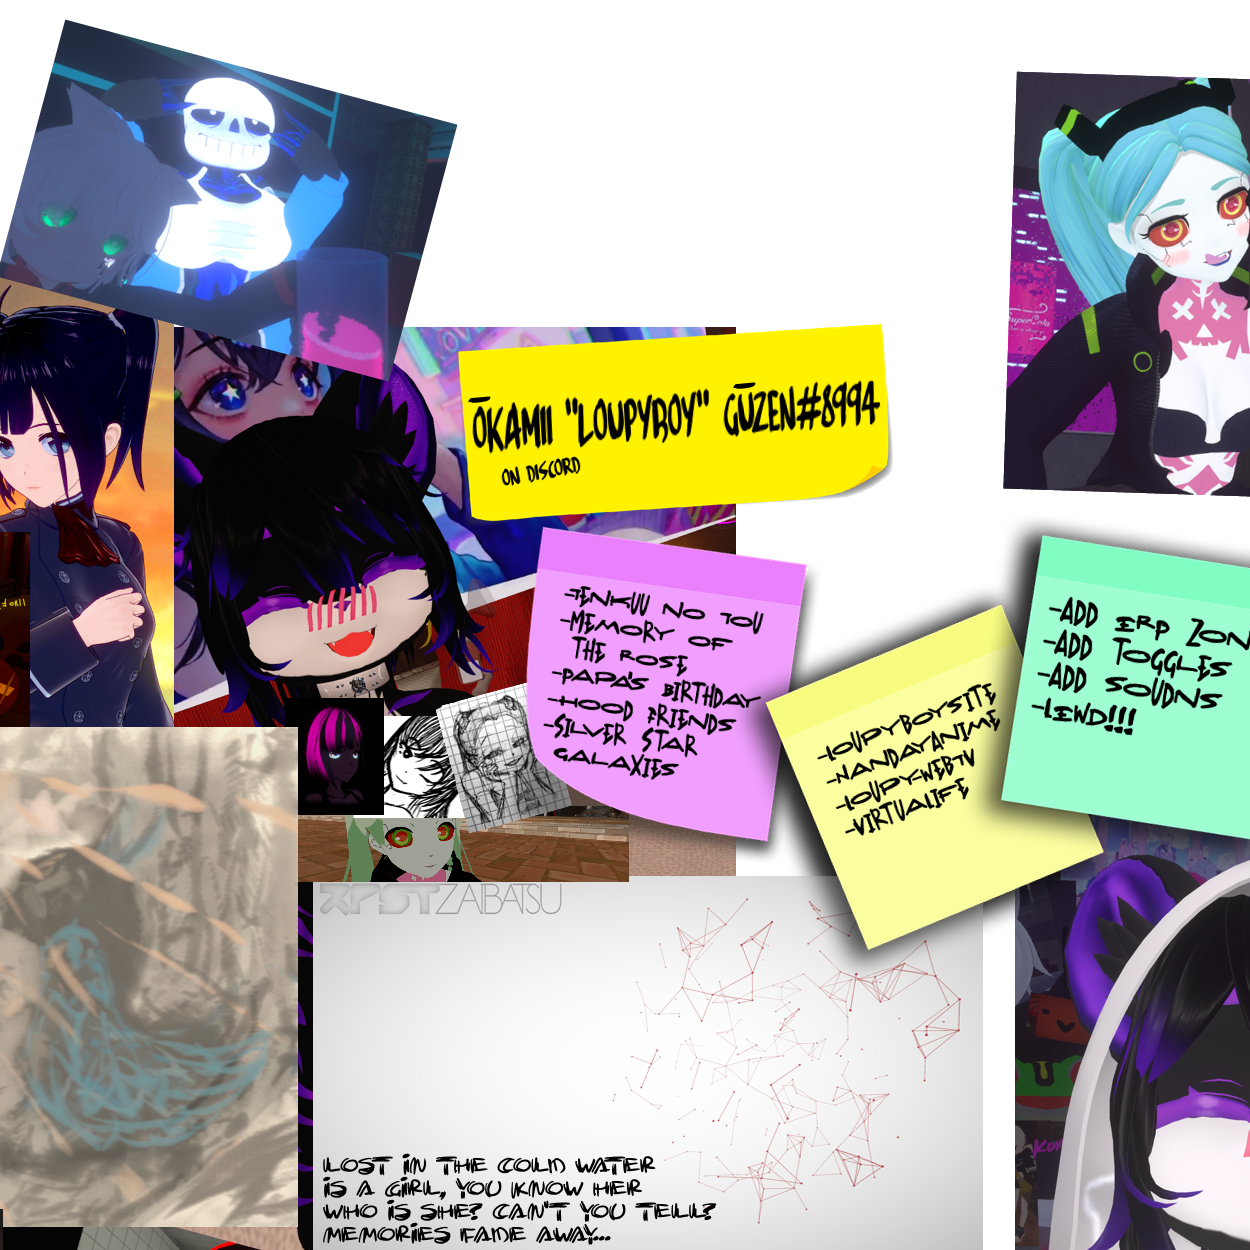 ŌKAMII "LOUPYBOY" GŪZEN#8994
ON DISCORD
-TENKUU NO TOU
-MEMORY OF
THE ROSE
-PAPA'S BIRTHDAY
-HOOD FRIENDS
-SILVER STAR
GALAXIES
-LOUPYBOYSITE
-NANDAYANIME
-LOUPY-WEBTV
-VIRTUALIFE
-ADD ERP ZON
-ADD TOGGLES
-ADD SOUDNS
-LEWD!!!
ZAIBATSU
LOST IN THE COLD WATER
IS A GIRL, YOU KNOW HER
WHO IS SHE? CAN'T YOU TELL?
MEMORIES FADE AWAY...